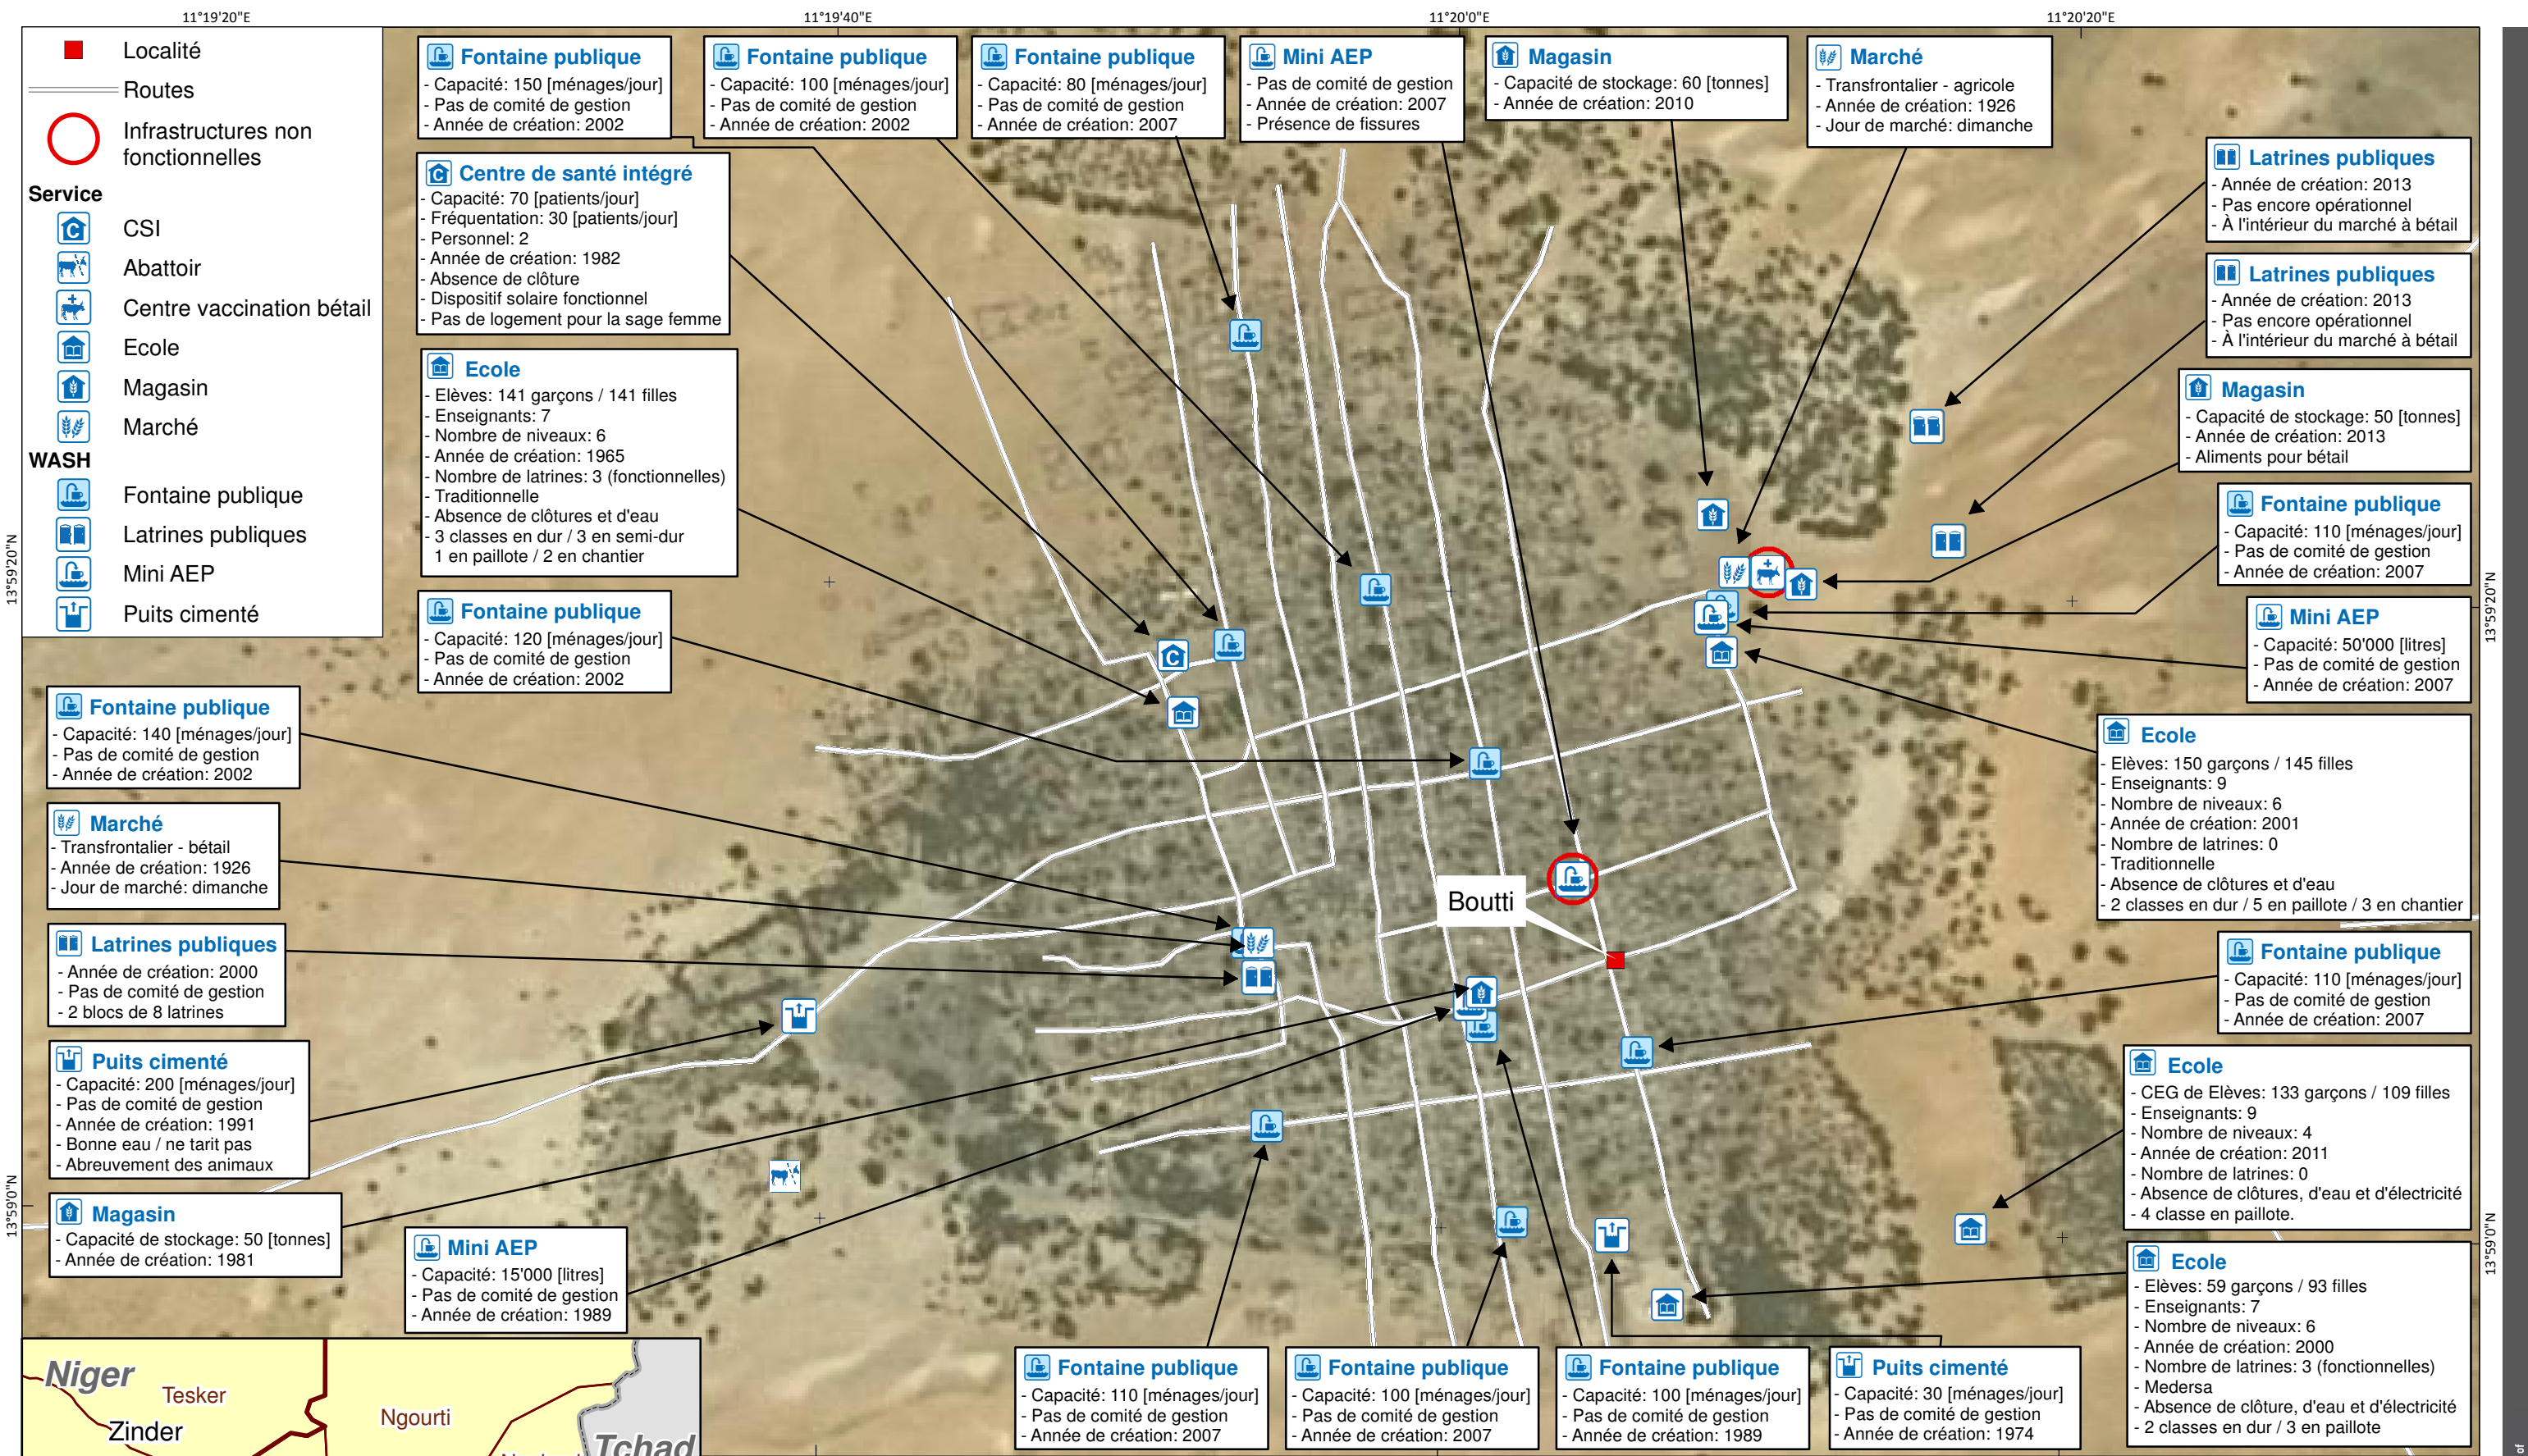 11°19'20"E
11°19'40"E
11°20'0"E
11°20'20"E
Localité
Routes
Infrastructures non
fonctionnelles
Service
CSI
Abattoir
Centre vaccination bétail
Ecole
Magasin
Marché
WASH
Fontaine publique
Latrines publiques
Mini AEP
Puits cimenté
Fontaine publique
- Capacité: 150 [ménages/jour]
- Pas de comité de gestion
- Année de création: 2002
Fontaine publique
- Capacité: 100 [ménages/jour]
- Pas de comité de gestion
- Année de création: 2002
Fontaine publique
- Capacité: 80 [ménages/jour]
- Pas de comité de gestion
- Année de création: 2007
Mini AEP
- Pas de comité de gestion
- Année de création: 2007
- Présence de fissures
Magasin
- Capacité de stockage: 60 [tonnes]
- Année de création: 2010
Marché
- Transfrontalier - agricole
- Année de création: 1926
- Jour de marché: dimanche
Latrines publiques
- Année de création: 2013
- Pas encore opérationnel
- À l'intérieur du marché à bétail
Latrines publiques
- Année de création: 2013
- Pas encore opérationnel
- À l'intérieur du marché à bétail
Magasin
- Capacité de stockage: 50 [tonnes]
- Année de création: 2013
- Aliments pour bétail
Fontaine publique
- Capacité: 110 [ménages/jour]
- Pas de comité de gestion
- Année de création: 2007
Mini AEP
- Capacité: 50'000 [litres]
- Pas de comité de gestion
- Année de création: 2007
Ecole
- Elèves: 150 garçons / 145 filles
- Enseignants: 9
- Nombre de niveaux: 6
- Année de création: 2001
- Nombre de latrines: 0
- Traditionnelle
- Absence de clôtures et d'eau
- 2 classes en dur / 5 en paillote / 3 en chantier
Fontaine publique
- Capacité: 110 [ménages/jour]
- Pas de comité de gestion
- Année de création: 2007
Ecole
- CEG de Elèves: 133 garçons / 109 filles
- Enseignants: 9
- Nombre de niveaux: 4
- Année de création: 2011
- Nombre de latrines: 0
- Absence de clôtures, d'eau et d'électricité
- 4 classe en paillote.
Ecole
- Elèves: 59 garçons / 93 filles
- Enseignants: 7
- Nombre de niveaux: 6
- Année de création: 2000
- Nombre de latrines: 3 (fonctionnelles)
- Medersa
- Absence de clôture, d'eau et d'électricité
- 2 classes en dur / 3 en paillote
Centre de santé intégré
- Capacité: 70 [patients/jour]
- Fréquentation: 30 [patients/jour]
- Personnel: 2
- Année de création: 1982
- Absence de clôture
- Dispositif solaire fonctionnel
- Pas de logement pour la sage femme
Ecole
- Elèves: 141 garçons / 141 filles
- Enseignants: 7
- Nombre de niveaux: 6
- Année de création: 1965
- Nombre de latrines: 3 (fonctionnelles)
- Traditionnelle
- Absence de clôtures et d'eau
- 3 classes en dur / 3 en semi-dur
1 en paillote / 2 en chantier
Fontaine publique
- Capacité: 120 [ménages/jour]
- Pas de comité de gestion
- Année de création: 2002
Fontaine publique
- Capacité: 140 [ménages/jour]
- Pas de comité de gestion
- Année de création: 2002
Marché
- Transfrontalier - bétail
- Année de création: 1926
- Jour de marché: dimanche
Latrines publiques
- Année de création: 2000
- Pas de comité de gestion
- 2 blocs de 8 latrines
Puits cimenté
- Capacité: 200 [ménages/jour]
- Pas de comité de gestion
- Année de création: 1991
- Bonne eau / ne tarit pas
- Abreuvement des animaux
Magasin
- Capacité de stockage: 50 [tonnes]
- Année de création: 1981
Mini AEP
- Capacité: 15'000 [litres]
- Pas de comité de gestion
- Année de création: 1989
Boutti
C
Fontaine publique
- Capacité: 110 [ménages/jour]
- Pas de comité de gestion
- Année de création: 2007
Fontaine publique
- Capacité: 100 [ménages/jour]
- Pas de comité de gestion
- Année de création: 2007
Fontaine publique
- Capacité: 100 [ménages/jour]
- Pas de comité de gestion
- Année de création: 1989
Puits cimenté
- Capacité: 30 [ménages/jour]
- Pas de comité de gestion
- Année de création: 1974
13°59'20"N
13°59'0"N
13°59'20"N
13°59'0"N
Niger
Tesker
Zinder
Ngourti
Tchad
of